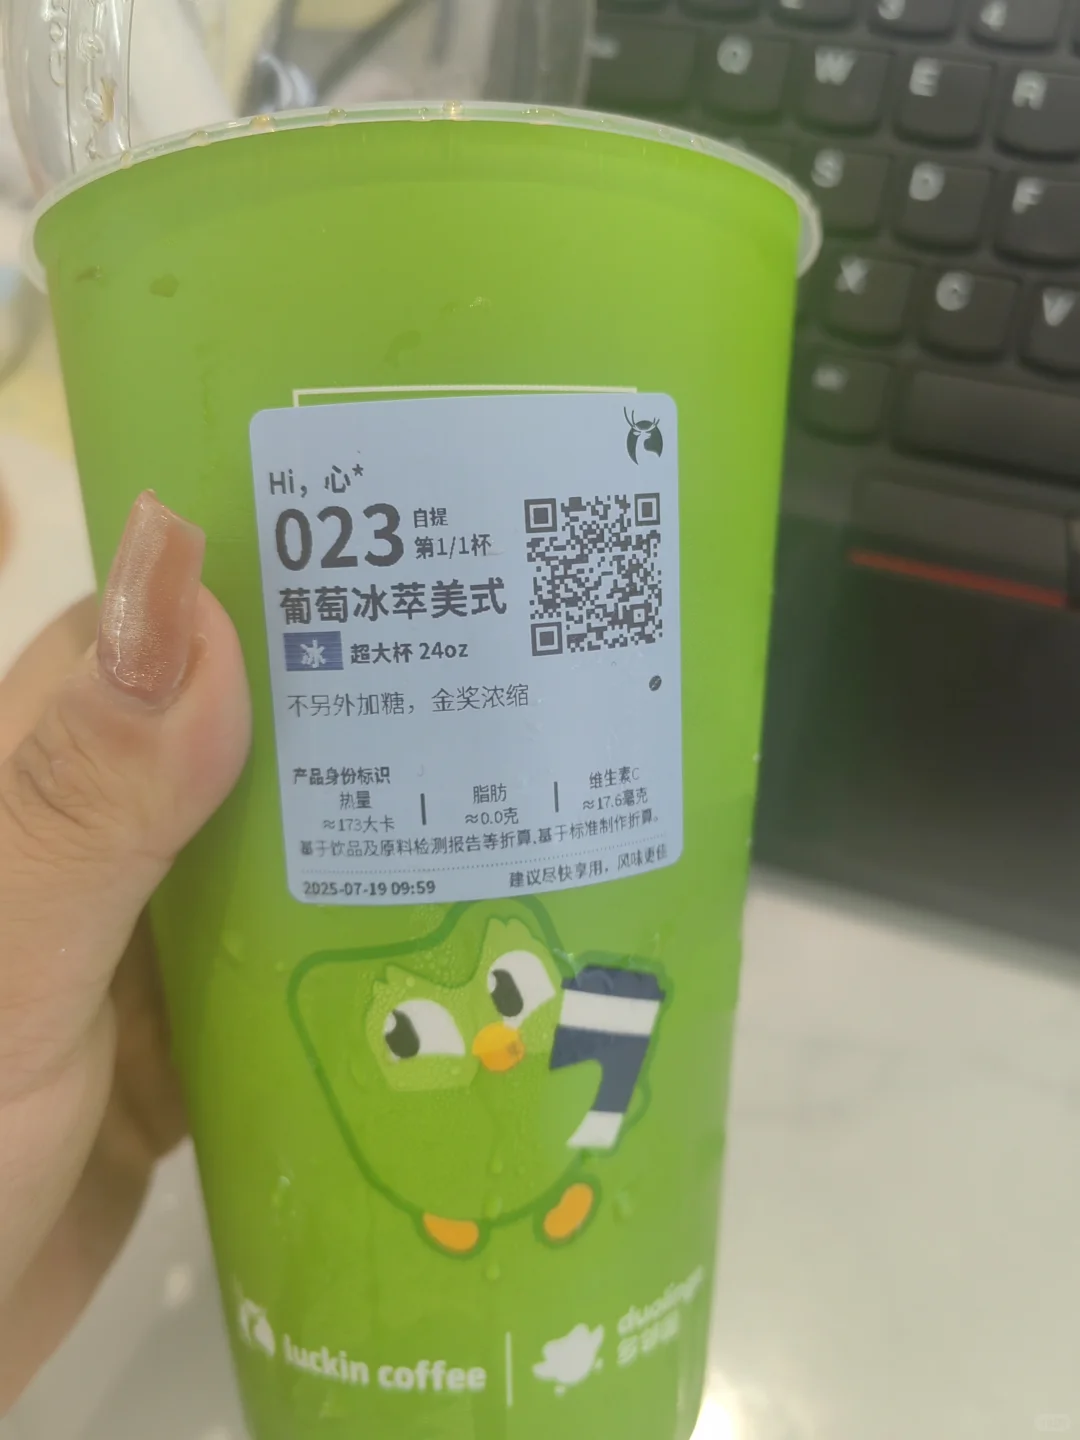 3
4
Q W E R
S D F
X C V
Hi，心*
023 自提
第1/1杯
葡萄冰萃美式
冰 超大杯 24oz
不另外加糖，金奖浓缩
产品身份标识
热量 脂肪 维生素C
≈173大卡 ≈0.0克 ≈17.6毫克
基于饮品及原料检测报告等折算,基于标准制作折算。
2025-07-19 09:59 建议尽快享用，风味更佳
luckin coffee
duolingo
多邻国